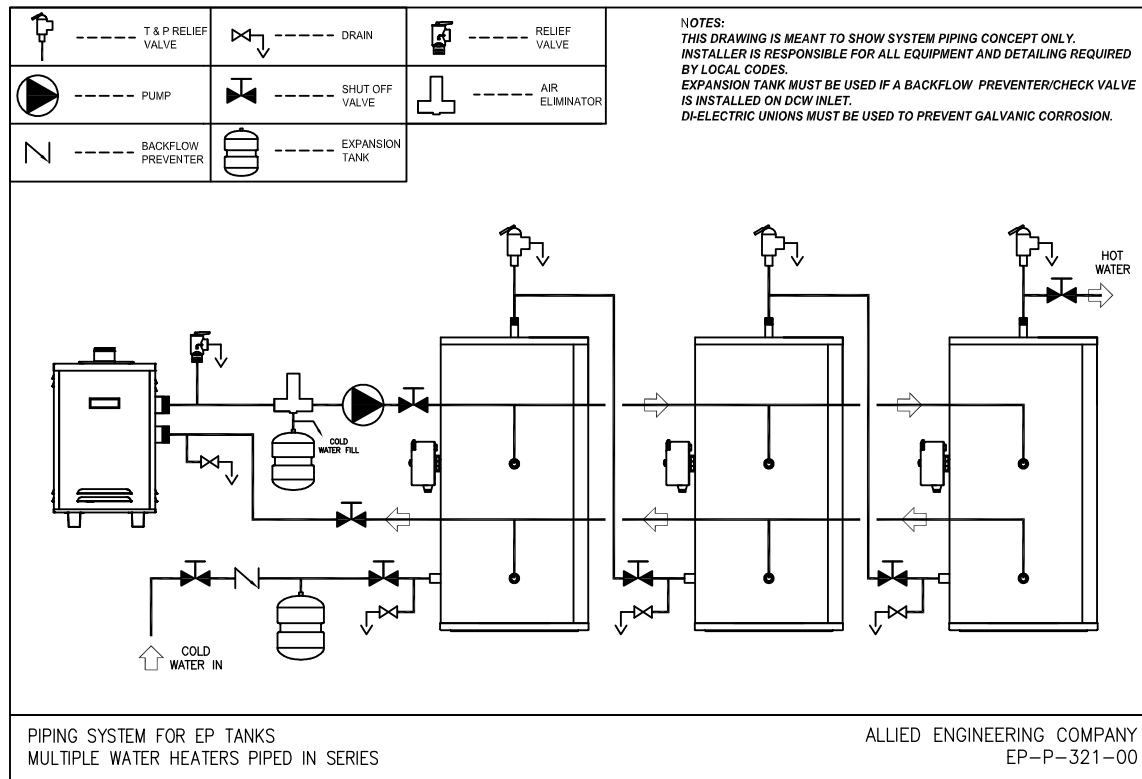 T & P RELIEF
VALVE
DRAIN
RELIEF
VALVE
PUMP
SHUT OFF
VALVE
AIR
ELIMINATOR
BACKFLOW
PREVENTER
EXPANSION
TANK
NOTES:
THIS DRAWING IS MEANT TO SHOW SYSTEM PIPING CONCEPT ONLY.
INSTALLER IS RESPONSIBLE FOR ALL EQUIPMENT AND DETAILING REQUIRED
BY LOCAL CODES.
EXPANSION TANK MUST BE USED IF A BACKFLOW PREVENTER/CHECK VALVE
IS INSTALLED ON DCW INLET.
DI-ELECTRIC UNIONS MUST BE USED TO PREVENT GALVANIC CORROSION.
HOT
WATER
COLD
WATER FILL
COLD
WATER IN
PIPING SYSTEM FOR EP TANKS
MULTIPLE WATER HEATERS PIPED IN SERIES
ALLIED ENGINEERING COMPANY
EP-P-321-00